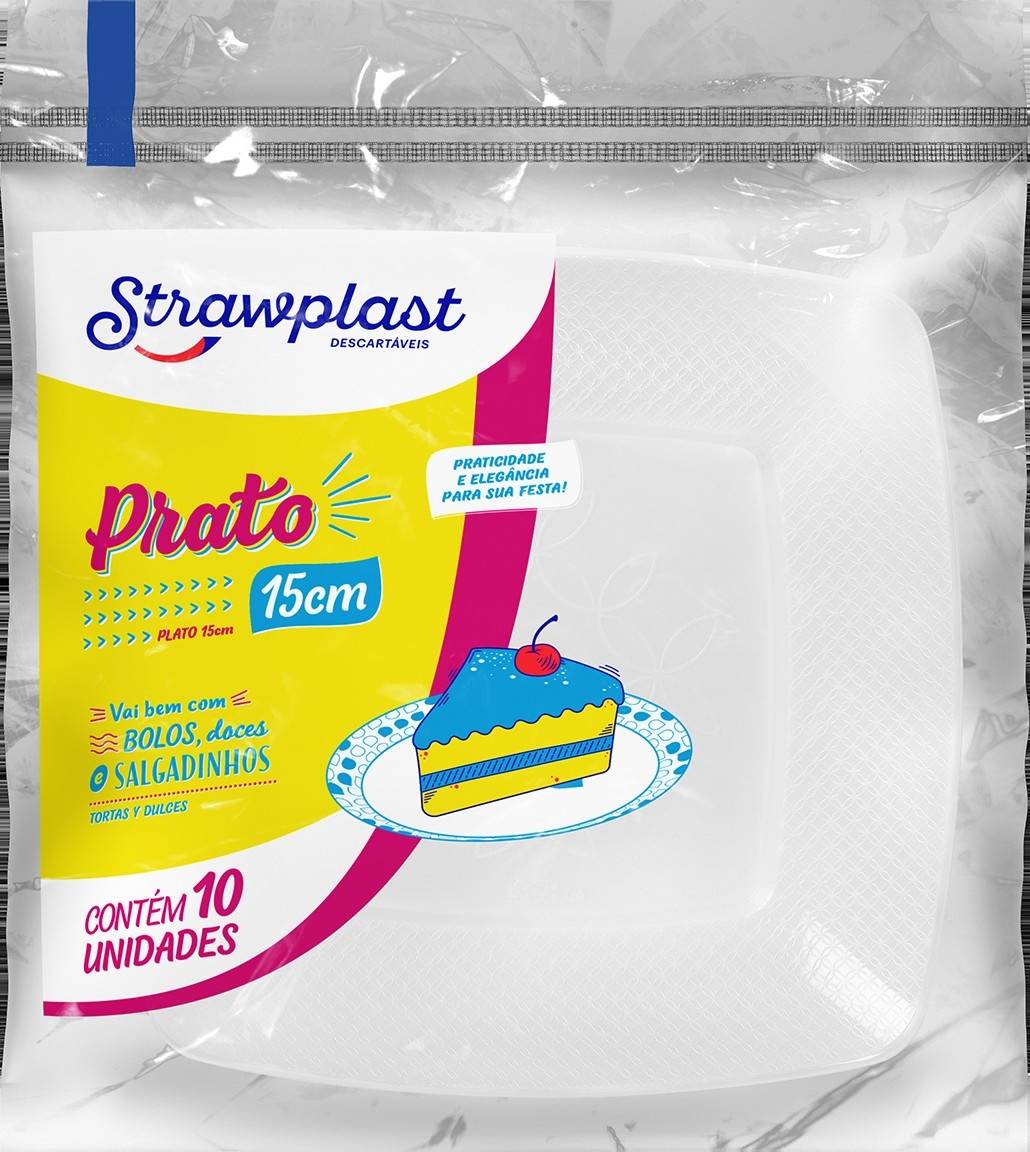 Strawplast
DESCARTÁVEIS
PRATICIDADE
E ELEGÂNCIA
PARA SUA FESTA!
Prato
15cm
PLATO 15cm
Vai bem com
BOLOS, doces
e SALGADINHOS
TORTAS Y DULCES
CONTÉM 10
UNIDADES